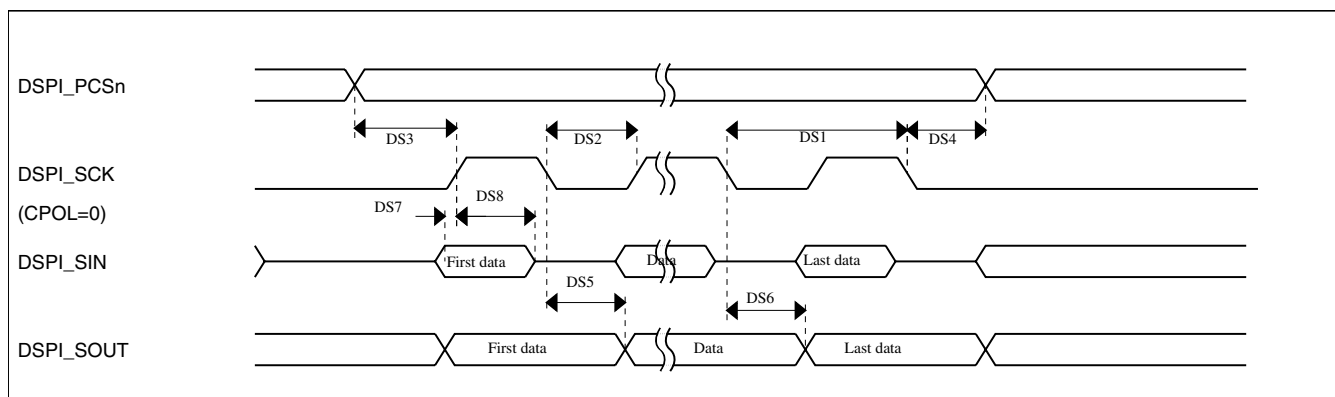 DSPI_PCSn
DS3
DS2
DS1
DS4
DSPI_SCK
(CPOL=0)
DS7
DS8
DSPI_SIN
First data
Data
Last data
DS5
DS6
DSPI_SOUT
First data
Data
Last data